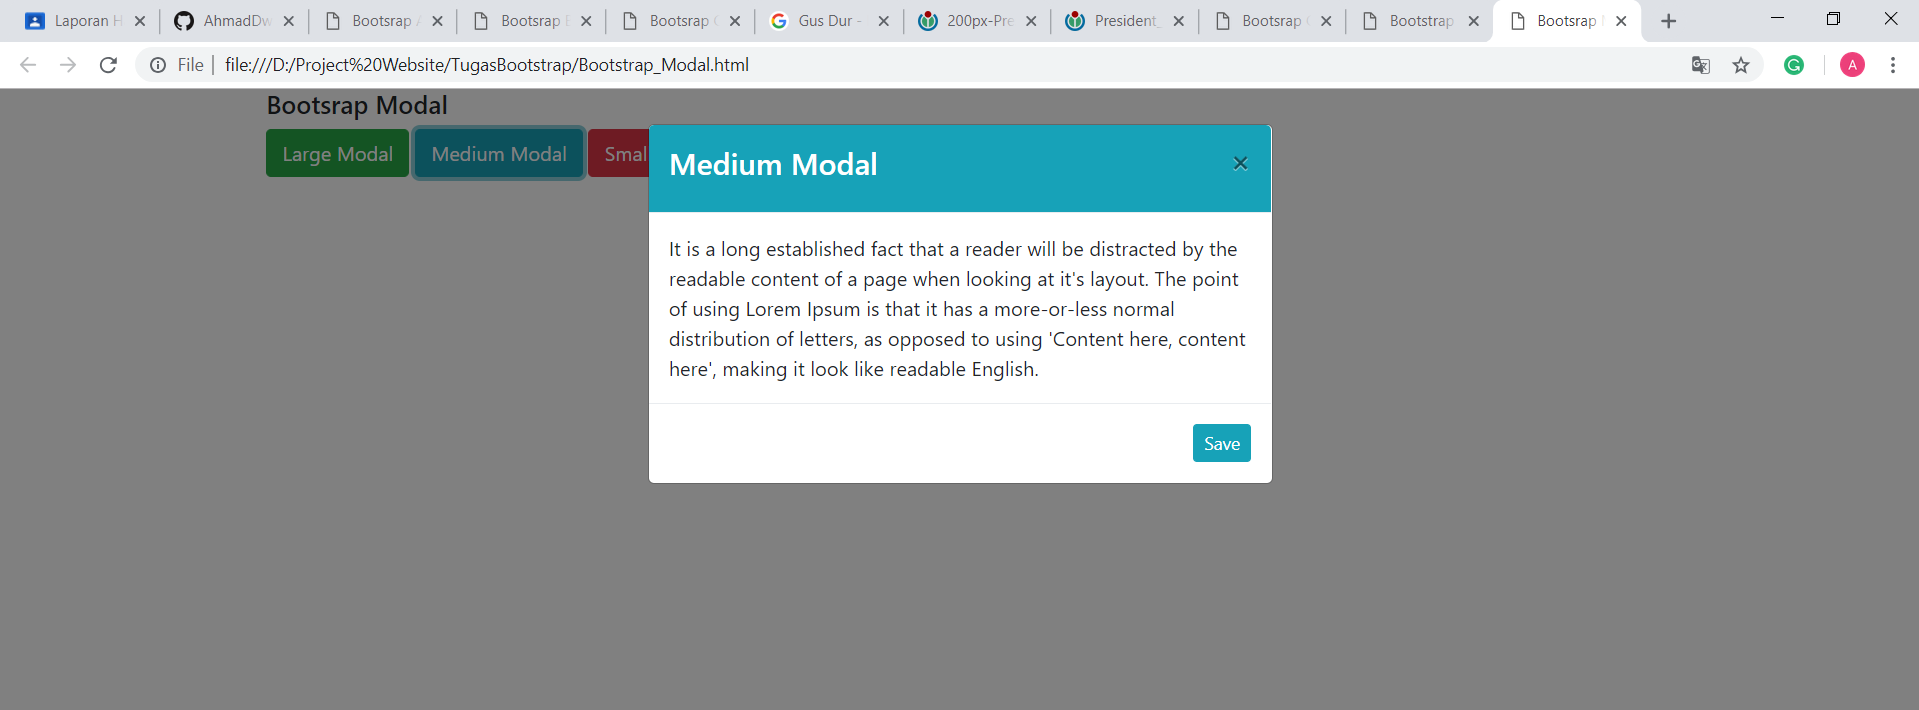 Laporan H
AhmadDw
Bootsrap
Bootsrap
Bootsrap
Gus Dur -
200px-Pre
President_
Bootsrap
Bootstrap
Bootsrap
File
file:///D:/Project%20Website/TugasBootstrap/Bootstrap_Modal.html
A
Bootsrap Modal
Large Modal
Medium Modal
Smal
Medium Modal
×
It is a long established fact that a reader will be distracted by the
readable content of a page when looking at it's layout. The point
of using Lorem Ipsum is that it has a more-or-less normal
distribution of letters, as opposed to using 'Content here, content
here', making it look like readable English.
Save